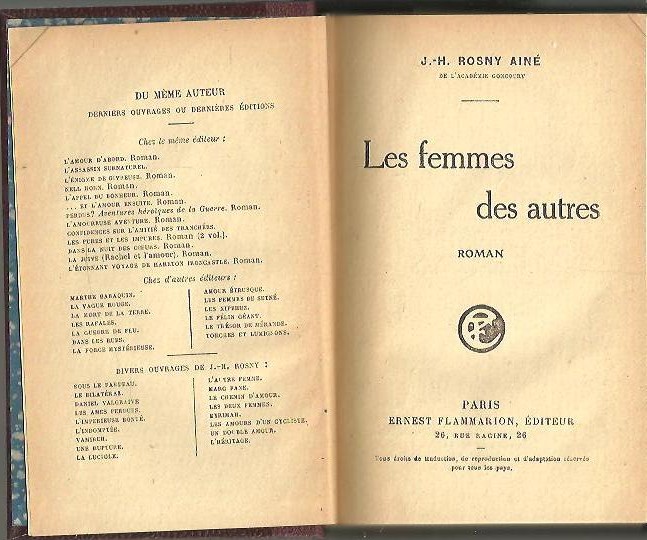 DU MÊME AUTEUR
DERNIERS OUVRAGES OU DERNIÈRES ÉDITIONS
Chez le même éditeur :
L'AMOUR D'ABORD. Roman.
L'ASSASSIN SURNATUREL.
L'ÉNIGME DE GIVREUSE. Roman.
NELL HORN. Roman.
L'APPEL DU BONHEUR. Roman.
... ET L'AMOUR ENSUITE. Roman.
PERDUS? Aventures héroïques de la Guerre. Roman.
L'AMOUREUSE AVENTURE. Roman.
CONFIDENCES SUR L'AMITIÉ DES TRANCHÉES.
LES PURES ET LES IMPURES. Roman (2 vol.).
DANS LA NUIT DES CŒURS. Roman.
LA JUIVE (Rachel et l'amour). Roman.
L'ÉTONNANT VOYAGE DE HARETON IRONCASTLE. Roman.
Chez d'autres éditeurs :
MARTHE BARAQUIN.
LA VAGUE ROUGE.
LA MORT DE LA TERRE.
LES RAFALES.
LA GUERRE DU FEU.
DANS LES RUES.
LA FORCE MYSTÉRIEUSE.
AMOUR ÉTRUSQUE.
LES FEMMES DE SETNÊ.
LES XIPÉHUZ.
LE FÉLIN GÉANT.
LE TRÉSOR DE MÉRANDE.
TORCHES ET LUMIGNONS.
DIVERS OUVRAGES DE J.-H. ROSNY :
SOUS LE FARDEAU.
LE BILATÉRAL.
DANIEL VALGRAIVE
LES AMES PERDUES.
L'IMPÉRIEUSE BONTÉ.
L'INDOMPTÉE.
VAMIREH.
UNE RUPTURE.
LA LUCIOLE.
L'AUTRE FEMME.
MARC FANE.
LE CHEMIN D'AMOUR.
LES DEUX FEMMES.
EYRIMAH.
LES AMOURS D'UN CYCLISTE.
UN DOUBLE AMOUR.
L'HÉRITAGE.
J.-H. ROSNY AINÉ
DE L'ACADÉMIE GONCOURT
Les femmes
des autres
ROMAN
PARIS
ERNEST FLAMMARION, ÉDITEUR
26, RUE RACINE, 26
Tous droits de traduction, de reproduction et d'adaptation réservés
pour tous les pays.